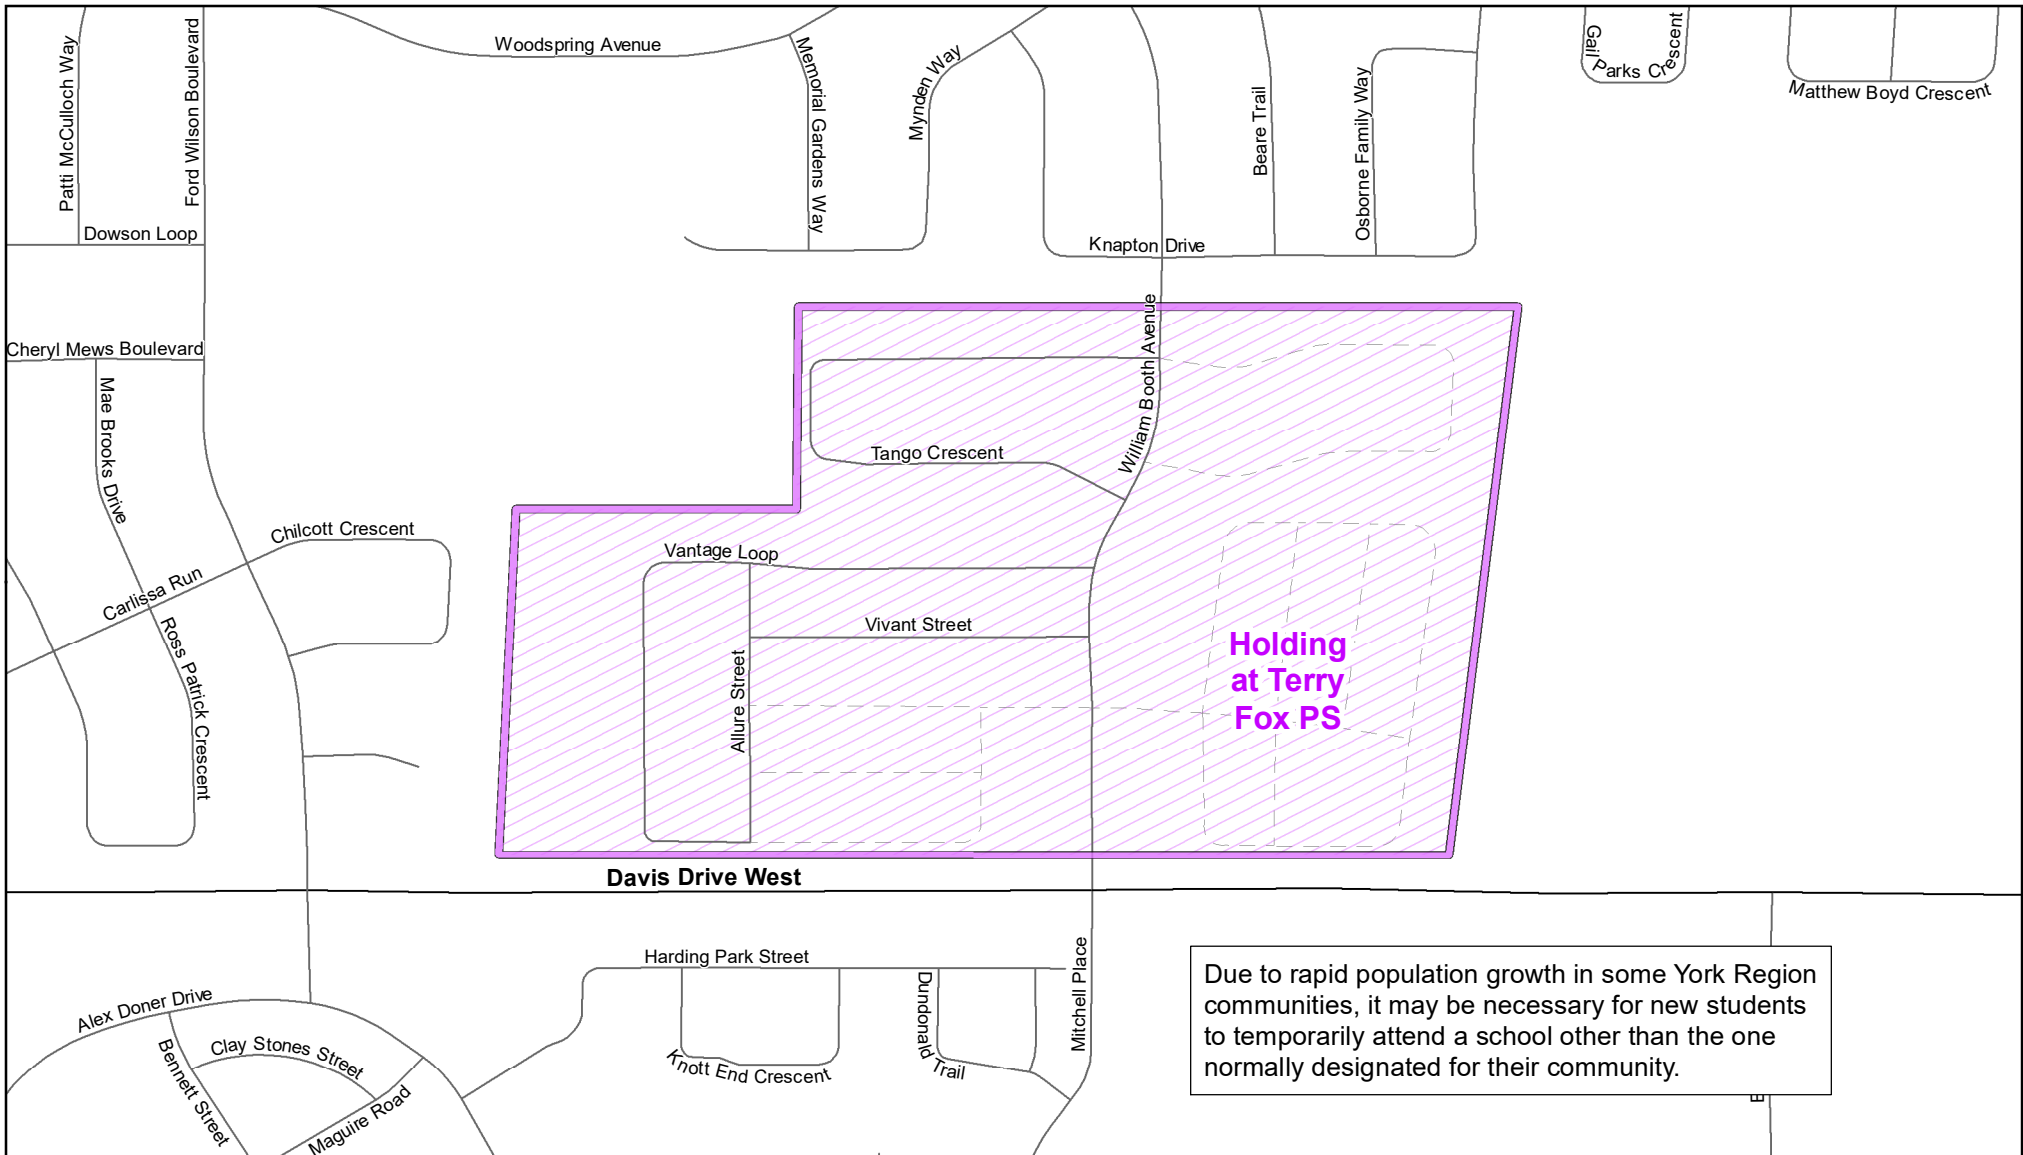 Woodspring Avenue
Patti McCulloch Way
Ford Wilson Boulevard
Memorial Gardens Way
Mynden Way
Beare Trail
Osborne Family Way
Gail Parks Crescent
Matthew Boyd Crescent
Dowson Loop
Knapton Drive
William Booth Avenue
Cheryl Mews Boulevard
Mae Brooks Drive
Tango Crescent
Chilcott Crescent
Vantage Loop
Carlissa Run
Ross Patrick Crescent
Vivant Street
Allure Street
Holding
at Terry
Fox PS
Davis Drive West
Harding Park Street
Mitchell Place
Dundonald Trail
Knott End Crescent
Alex Doner Drive
Clay Stones Street
Bennett Street
Maguire Road
Due to rapid population growth in some York Region
communities, it may be necessary for new students
to temporarily attend a school other than the one
normally designated for their community.